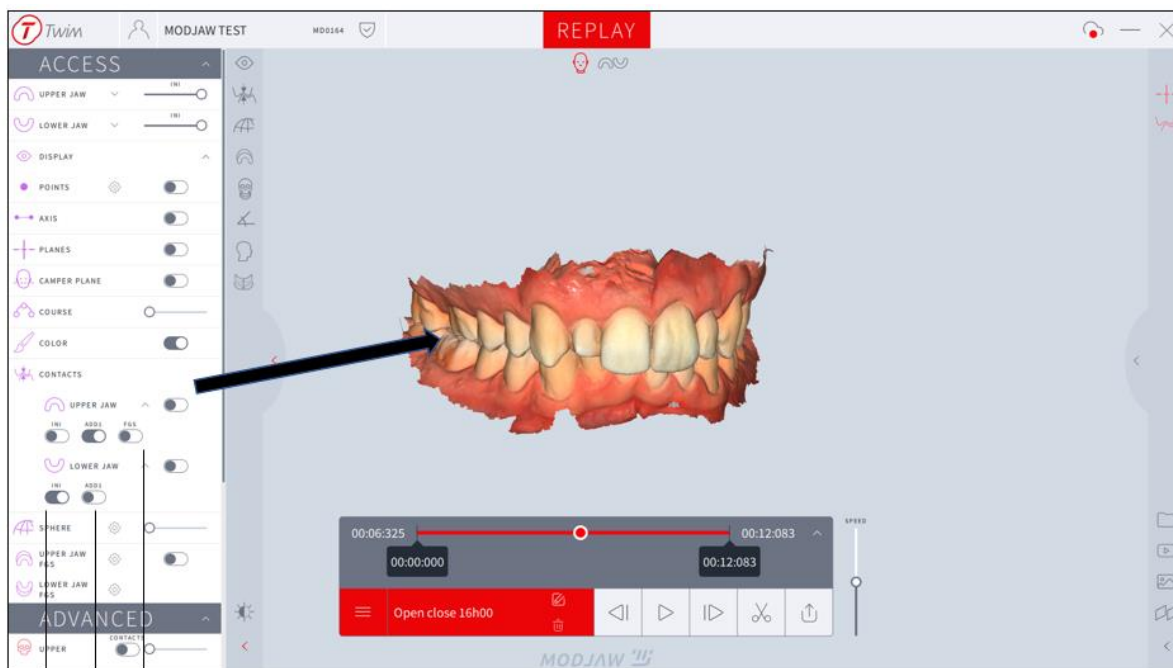 Twim
MODJAW TEST
MD0164
REPLAY
ACCESS
UPPER JAW
INI
LOWER JAW
INI
DISPLAY
POINTS
AXIS
PLANES
CAMPER PLANE
COURSE
COLOR
CONTACTS
UPPER JAW
INI ADD1 FGS
LOWER JAW
INI ADD1
SPHERE
UPPER JAW
FGS
LOWER JAW
FGS
ADVANCED
CONTACTS
UPPER
00:06:325
00:12:083
00:00:000
00:12:083
SPEED
Open close 16h00
MODJAW